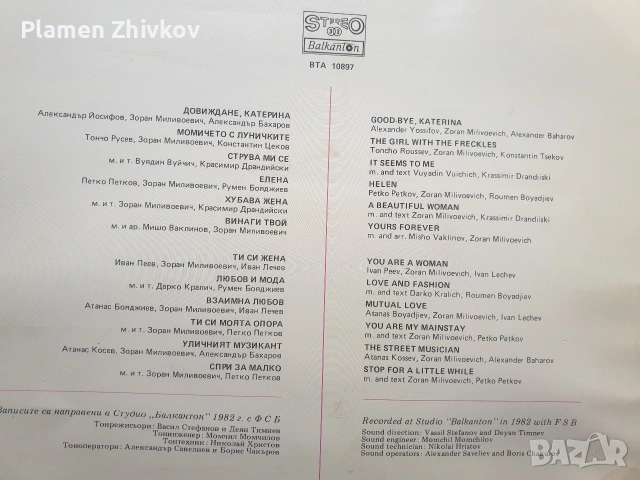 Plamen Zhivkov
STEREO
Balkanton
ВТА 10897
ДОВИЖДАНЕ, КАТЕРИНА
Александър Йосифов, Зоран Миливоевич, Александър Бахаров
МОМИЧЕТО С ЛУНИЧКИТЕ
Тончо Русев, Зоран Миливоевич, Константин Цеков
СТРУВА МИ СЕ
м. и т. Вуядин Вуйчич, Красимир Драндийски
ЕЛЕНА
Петко Петков, Зоран Миливоевич, Румен Бояджиев
ХУБАВА ЖЕНА
м. и т. Зоран Миливоевич, Красимир Драндийски
ВИНАГИ ТВОЙ
м. и ар. Мишо Ваклинов, Зоран Миливоевич
ТИ СИ ЖЕНА
Иван Пеев, Зоран Миливоевич, Иван Лечев
ЛЮБОВ И МОДА
м. и т. Дарко Кралич, Румен Бояджиев
ВЗАИМНА ЛЮБОВ
Атанас Бояджиев, Зоран Миливоевич, Иван Лечев
ТИ СИ МОЯТА ОПОРА
м. и т. Зоран Миливоевич, Петко Петков
УЛИЧНИЯТ МУЗИКАНТ
Атанас Косев, Зоран Миливоевич, Александър Бахаров
СПРИ ЗА МАЛКО
м. и т. Зоран Миливоевич, Петко Петков
Записите са направени в Студио „Балкантон" 1982 г. с ФСБ
Тонрежисьори: Васил Стефанов и Деян Тимнев
Тонинженер: Момчил Момчилов
Тонтехник: Николай Христов
Тоноператори: Александър Савелиев и Борис Чакъров
GOOD-BYE, KATERINA
Alexander Yossifov, Zoran Milivoevich, Alexander Baharov
THE GIRL WITH THE FRECKLES
Toncho Roussev, Zoran Milivoevich, Konstantin Tsekov
IT SEEMS TO ME
m. and text Vuyadin Vuichich, Krassimir Drandiiski
HELEN
Petko Petkov, Zoran Milivoevich, Roumen Boyadjiev
A BEAUTIFUL WOMAN
m. and text Zoran Milivoevich, Krassimir Drandiiski
YOURS FOREVER
m. and arr. Misho Vaklinov, Zoran Milivoevich
YOU ARE A WOMAN
Ivan Peev, Zoran Milivoevich, Ivan Lechev
LOVE AND FASHION
m. and text Darko Kralich, Roumen Boyadjiev
MUTUAL LOVE
Atanas Boyadjiev, Zoran Milivoevich, Ivan Lechev
YOU ARE MY MAINSTAY
m. and text Zoran Milivoevich, Petko Petkov
THE STREET MUSICIAN
Atanas Kossev, Zoran Milivoevich, Alexander Baharov
STOP FOR A LITTLE WHILE
m. and text Zoran Milivoevich, Petko Petkov
Recorded at Studio "Balkanton" in 1982 with FSB
Sound direction: Vassil Stefanov and Deyan Timnev
Sound engineer: Momchil Momchilov
Sound technician: Nikolai Hristov
Sound operators: Alexander Saveliev and Boris Chakurov
BAZAR
bg